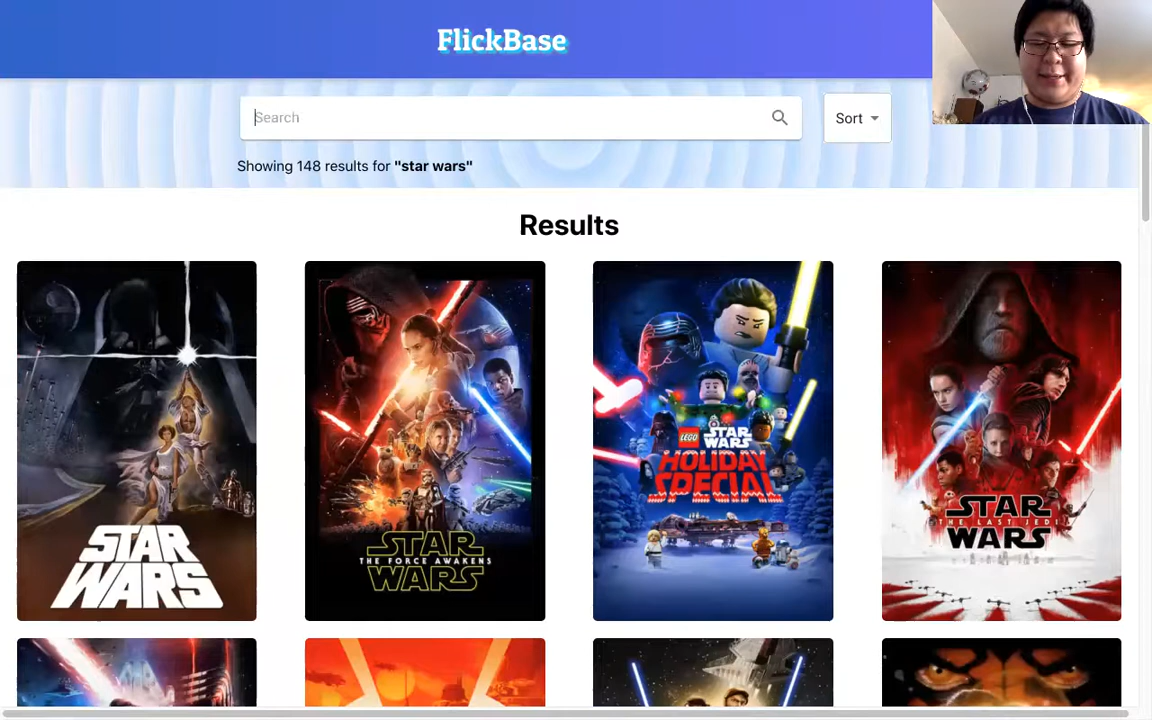 FlickBase
Search
Sort
Showing 148 results for "star wars"
Results
STAR
WARS
STAR
THE FORCE AWAKENS
WARS
LEGO STAR
WARS
HOLIDAY
SPECIAL
STAR
THE LAST JEDI
WARS